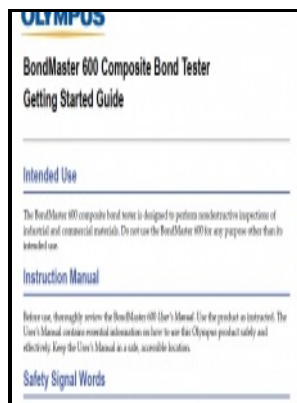 OLYMPUS
BondMaster 600 Composite Bond Tester
Getting Started Guide
Intended Use
The BondMaster 600 composite bond tester is designed to perform nondestructive inspections of
industrial and commercial materials. Do not use the BondMaster 600 for any purpose other than its
intended use.
Instruction Manual
Before use, thoroughly review the BondMaster 600 User's Manual. Use the product as instructed. The
User's Manual contains essential information on how to use this Olympus product safely and
effectively. Keep the User's Manual in a safe, accessible location.
Safety Signal Words